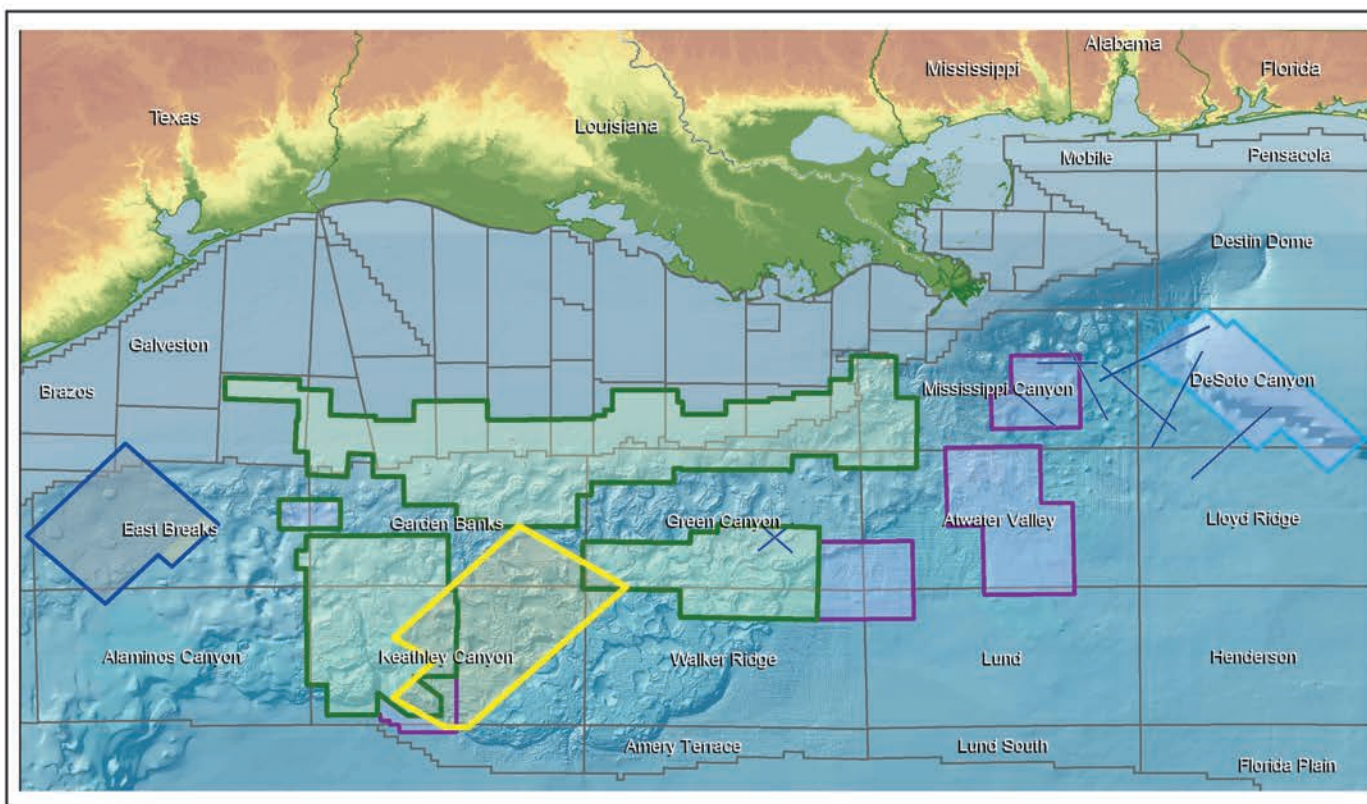 Alabama
Mississippi
Florida
Texas
Louisiana
Mobile
Pensacola
Destin Dome
Galveston
Brazos
Mississippi Canyon
DeSoto Canyon
East Breaks
Garden Banks
Green Canyon
Atwater Valley
Lloyd Ridge
Alaminos Canyon
Keathley Canyon
Walker Ridge
Lund
Henderson
Amery Terrace
Lund South
Florida Plain